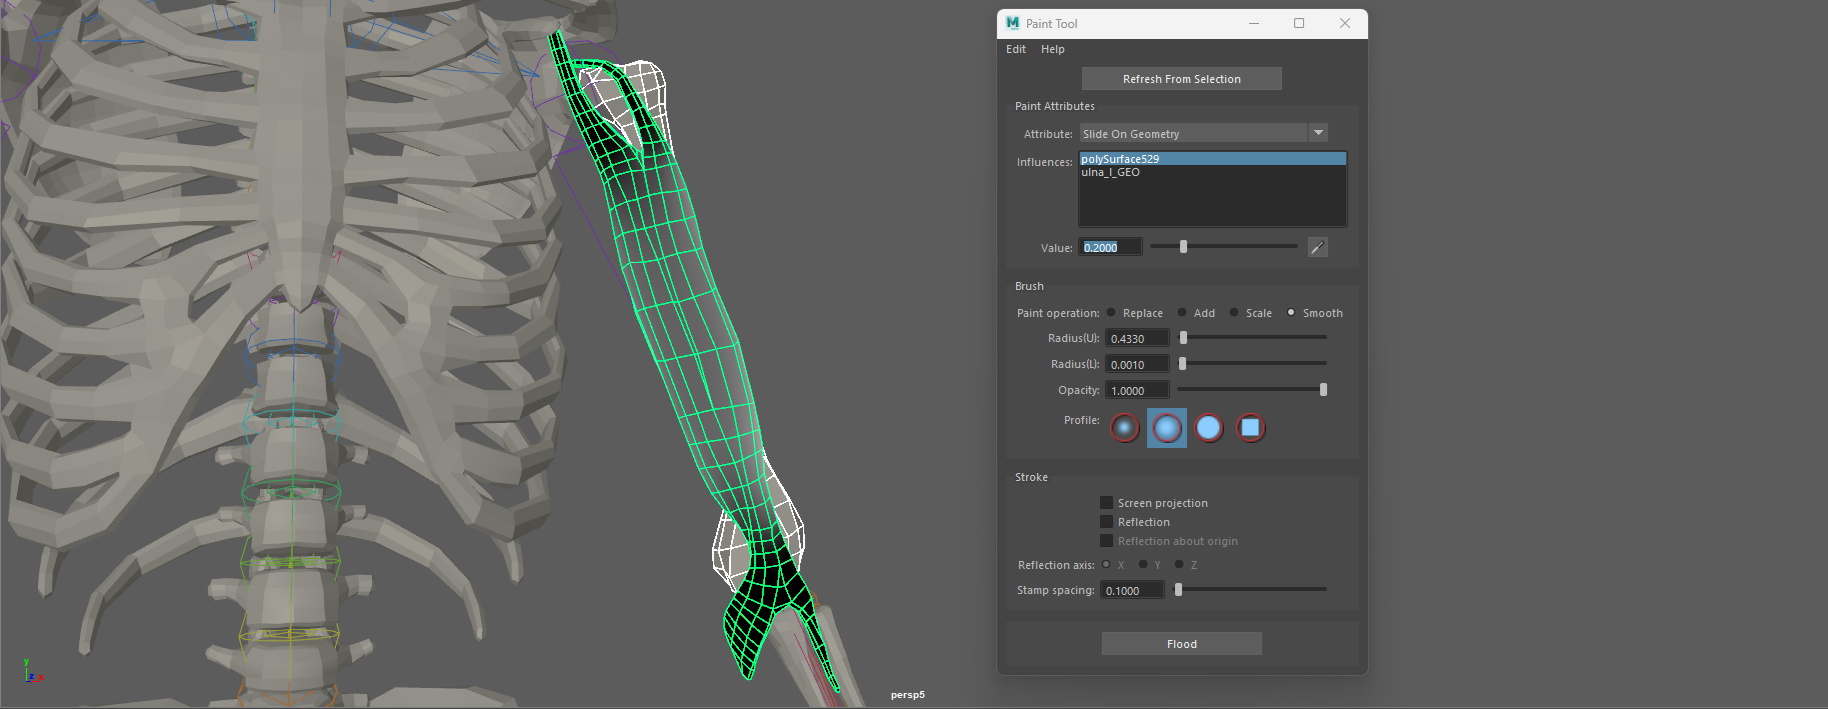 Paint Tool
Edit Help
Refresh From Selection
Paint Attributes
Attribute: Slide On Geometry
Influences: polySurface529
ulna_l_GEO
Value: 0.2000
Brush
Paint operation: Replace Add Scale Smooth
Radius(U): 0.4330
Radius(L): 0.0010
Opacity: 1.0000
Profile:
Stroke
Screen projection
Reflection
Reflection about origin
Reflection axis: X Y Z
Stamp spacing: 0.1000
Flood
y
z x
persp5